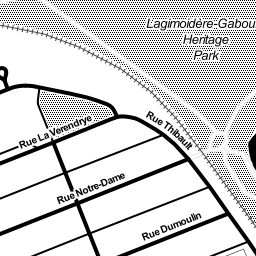 Lagimodière-Gabou
Heritage
Park
Rue La Verendrye
Rue Thibault
Rue Notre-Dame
Rue Dumoulin